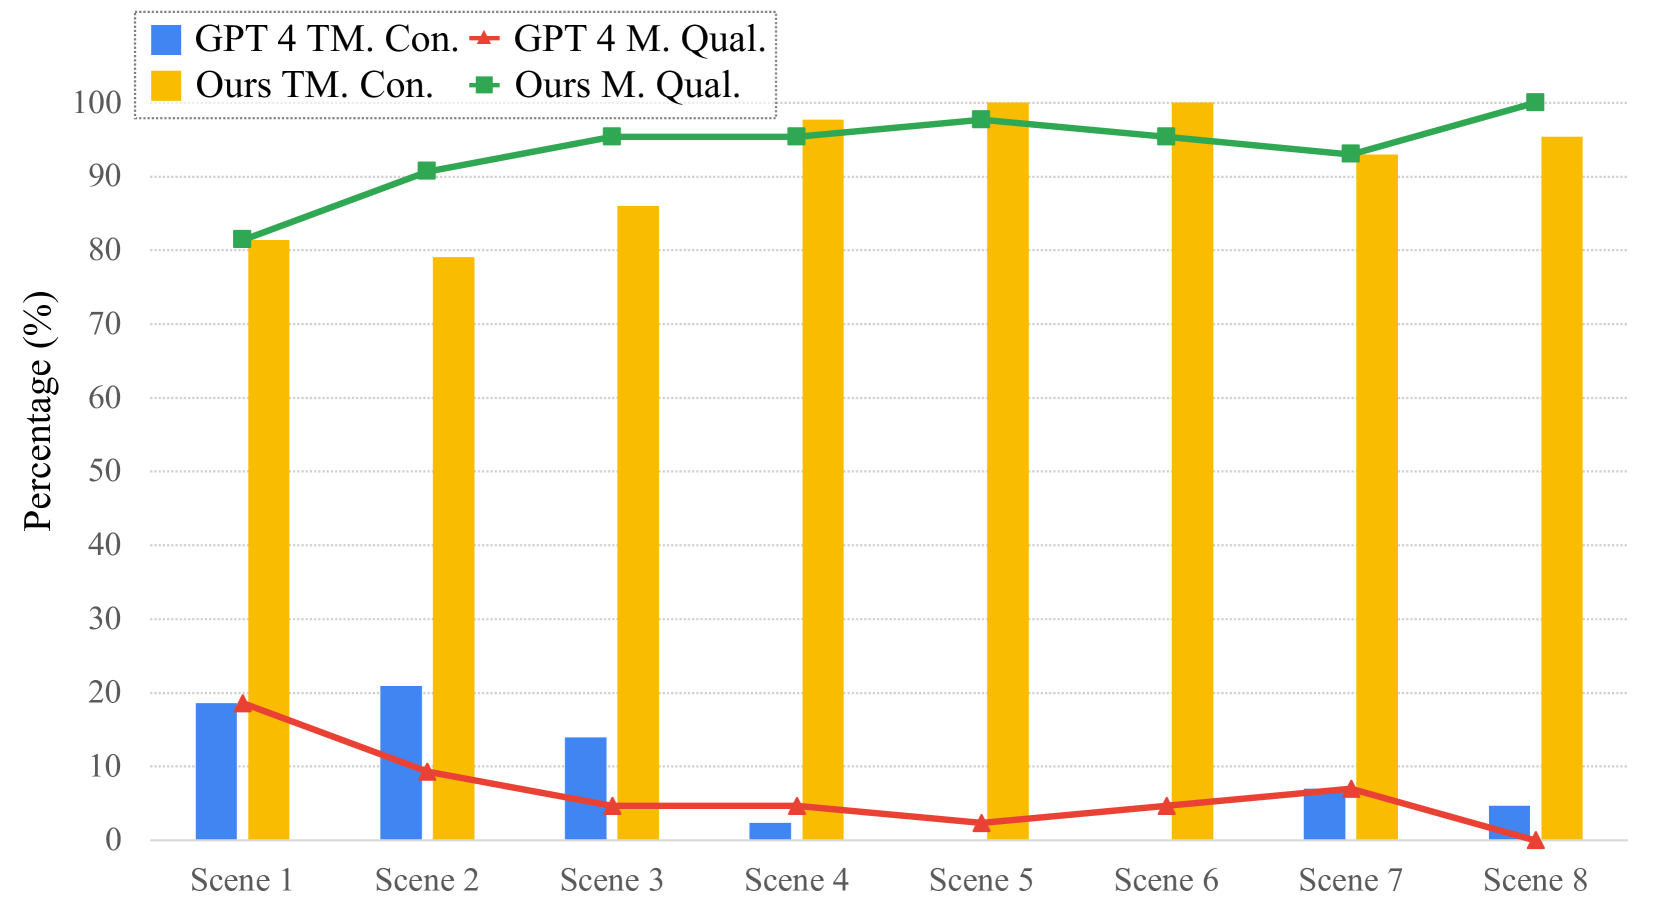 GPT 4 TM. Con. GPT 4 M. Qual.
Ours TM. Con. Ours M. Qual.
Percentage (%)
100
90
80
70
60
50
40
30
20
10
0
Scene 1 Scene 2 Scene 3 Scene 4 Scene 5 Scene 6 Scene 7 Scene 8